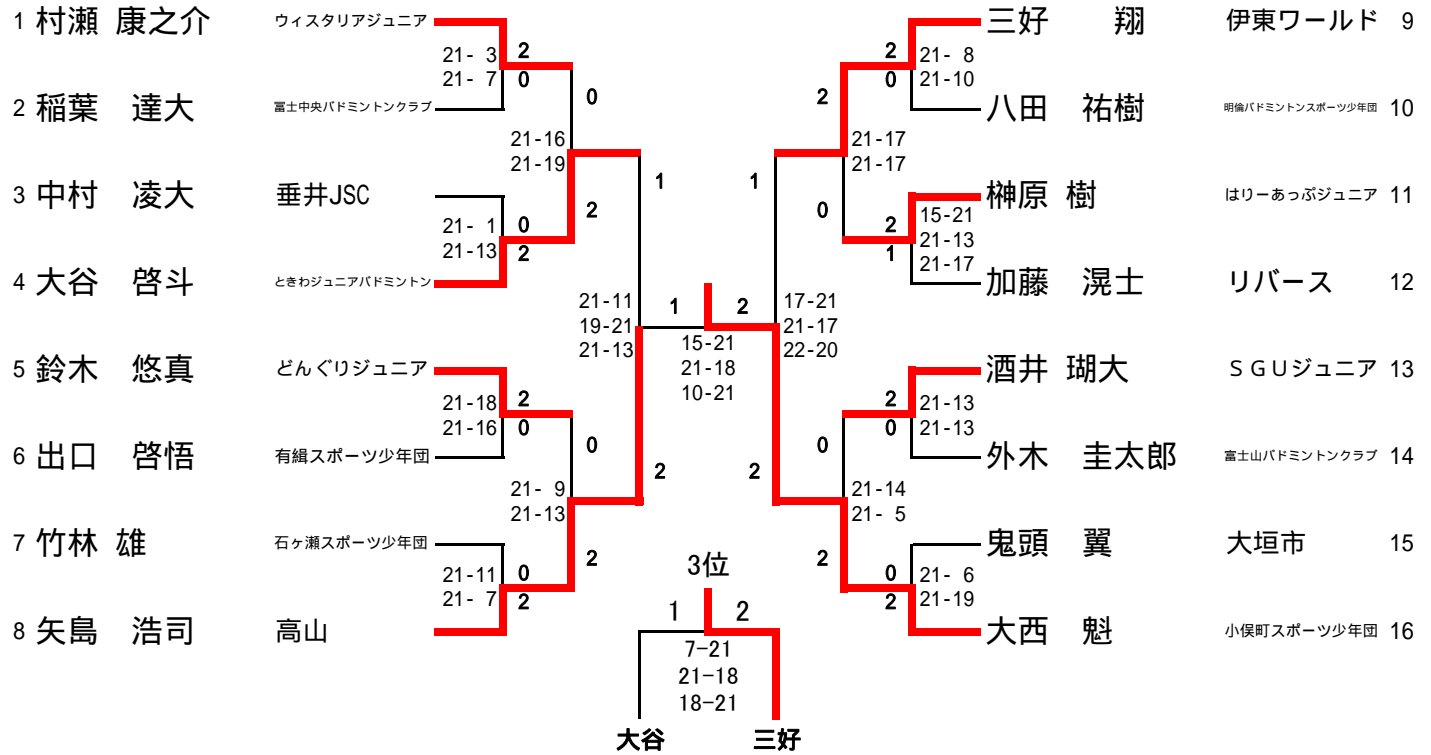 1 村瀬 康之介 ウィスタリアジュニア
21- 3 2
21- 7 0
2 稲葉 達大 富士中央バドミントンクラブ
0
21-16
21-19
3 中村 凌大 垂井JSC
21- 1 0
21-13 2
2
4 大谷 啓斗 ときわジュニアバドミントン
1
21-11
19-21
21-13
5 鈴木 悠真 どんぐりジュニア
21-18 2
21-16 0
6 出口 啓悟 有緝スポーツ少年団
0
21- 9
21-13
2
7 竹林 雄 石ヶ瀬スポーツ少年団
21-11 0
21- 7 2
2
8 矢島 浩司 高山
1 2
15-21
21-18
10-21
三好 翔 伊東ワールド 9
2 21- 8
0 21-10
八田 祐樹 明倫バドミントンスポーツ少年団 10
2
21-17
21-17
榊原 樹 はりーあっぷジュニア 11
0
2 15-21
1 21-13
21-17
加藤 滉士 リバース 12
1
17-21
21-17
22-20
酒井 瑚大 SGUジュニア 13
2 21-13
0 21-13
外木 圭太郎 富士山バドミントンクラブ 14
0
21-14
21- 5
2
鬼頭 翼 大垣市 15
0 21- 6
2 21-19
2
大西 魁 小俣町スポーツ少年団 16
3位
1 2
7-21
21-18
18-21
大谷 三好